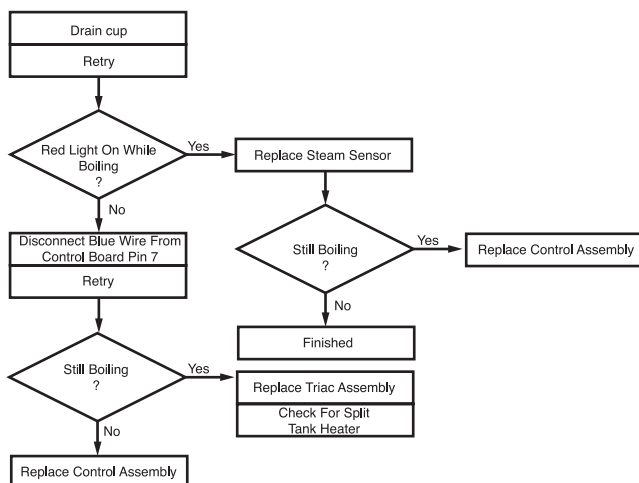 Drain cup
Retry
Red Light On While
Boiling
?
Yes
Replace Steam Sensor
No
Disconnect Blue Wire From
Control Board Pin 7
Retry
Still Boiling
?
Yes
Replace Control Assembly
No
Finished
Still Boiling
?
Yes
Replace Triac Assembly
Check For Split
Tank Heater
No
Replace Control Assembly